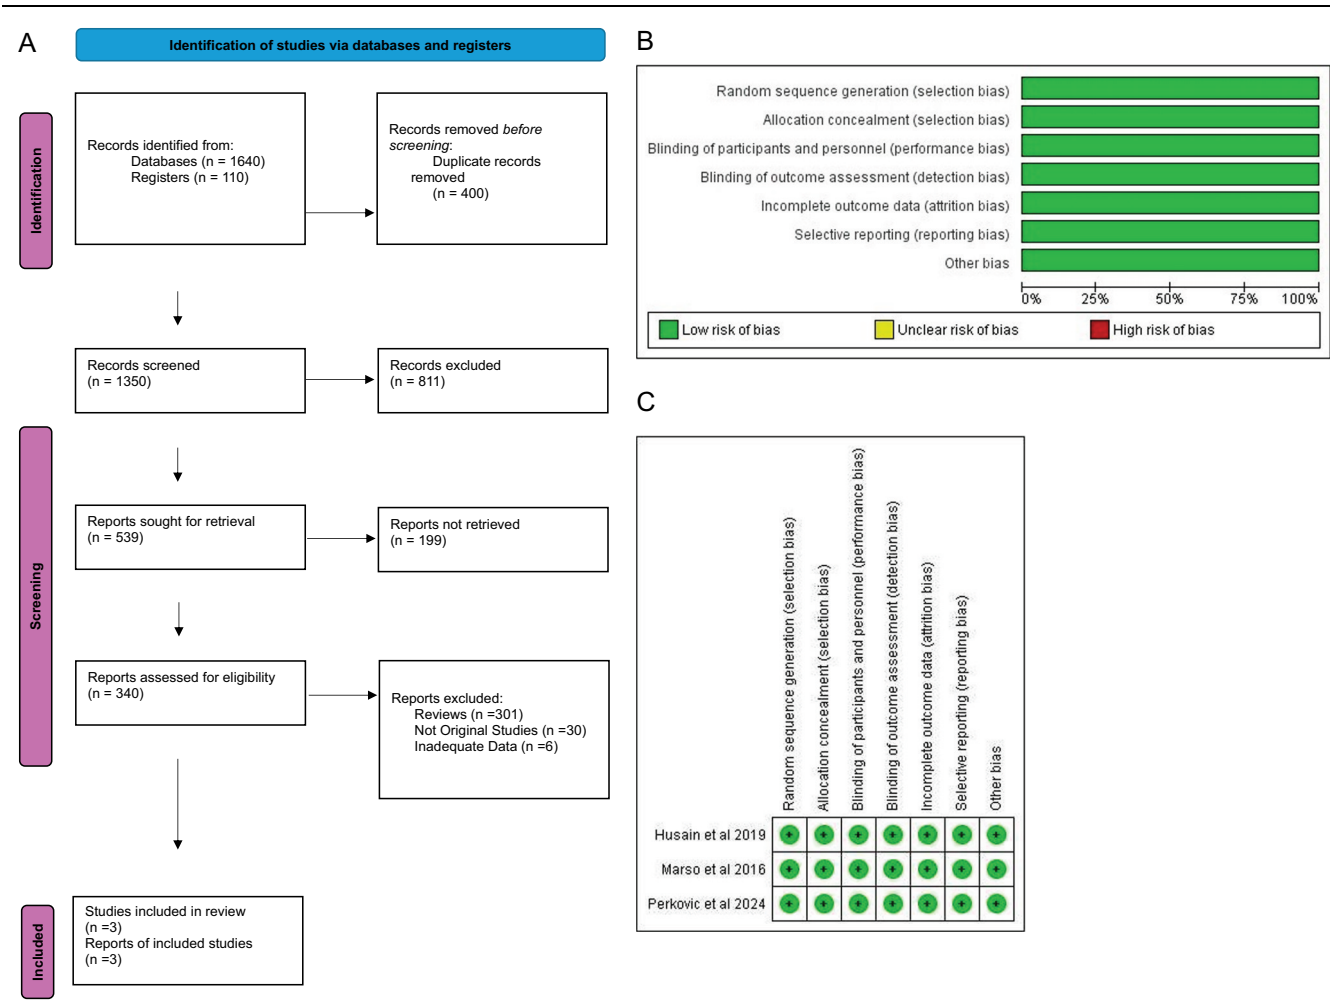 A
Identification of studies via databases and registers
Identification
Records identified from:
Databases (n = 1640)
Registers (n = 110)
Records removed before
screening:
Duplicate records
removed
(n = 400)
Records screened
(n = 1350)
Records excluded
(n = 811)
Screening
Reports sought for retrieval
(n = 539)
Reports not retrieved
(n = 199)
Reports assessed for eligibility
(n = 340)
Reports excluded:
Reviews (n =301)
Not Original Studies (n =30)
Inadequate Data (n =6)
Included
Studies included in review
(n =3)
Reports of included studies
(n =3)
B
Random sequence generation (selection bias)
Allocation concealment (selection bias)
Blinding of participants and personnel (performance bias)
Blinding of outcome assessment (detection bias)
Incomplete outcome data (attrition bias)
Selective reporting (reporting bias)
Other bias
0% 25% 50% 75% 100%
Low risk of bias Unclear risk of bias High risk of bias
C
Random sequence generation (selection bias)
Allocation concealment (selection bias)
Blinding of participants and personnel (performance bias)
Blinding of outcome assessment (detection bias)
Incomplete outcome data (attrition bias)
Selective reporting (reporting bias)
Other bias
Husain et al 2019 + + + + + + +
Marso et al 2016 + + + + + + +
Perkovic et al 2024 + + + + + + +